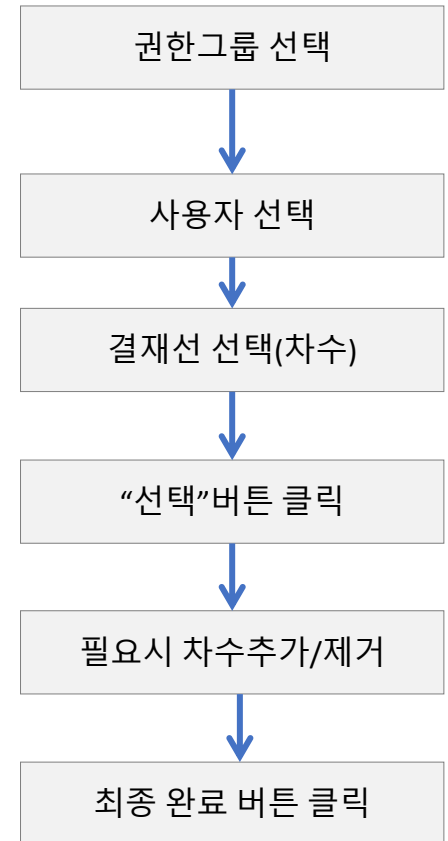 권한그룹 선택
사용자 선택
결재선 선택(차수)
“선택”버튼 클릭
필요시 차수추가/제거
최종 완료 버튼 클릭